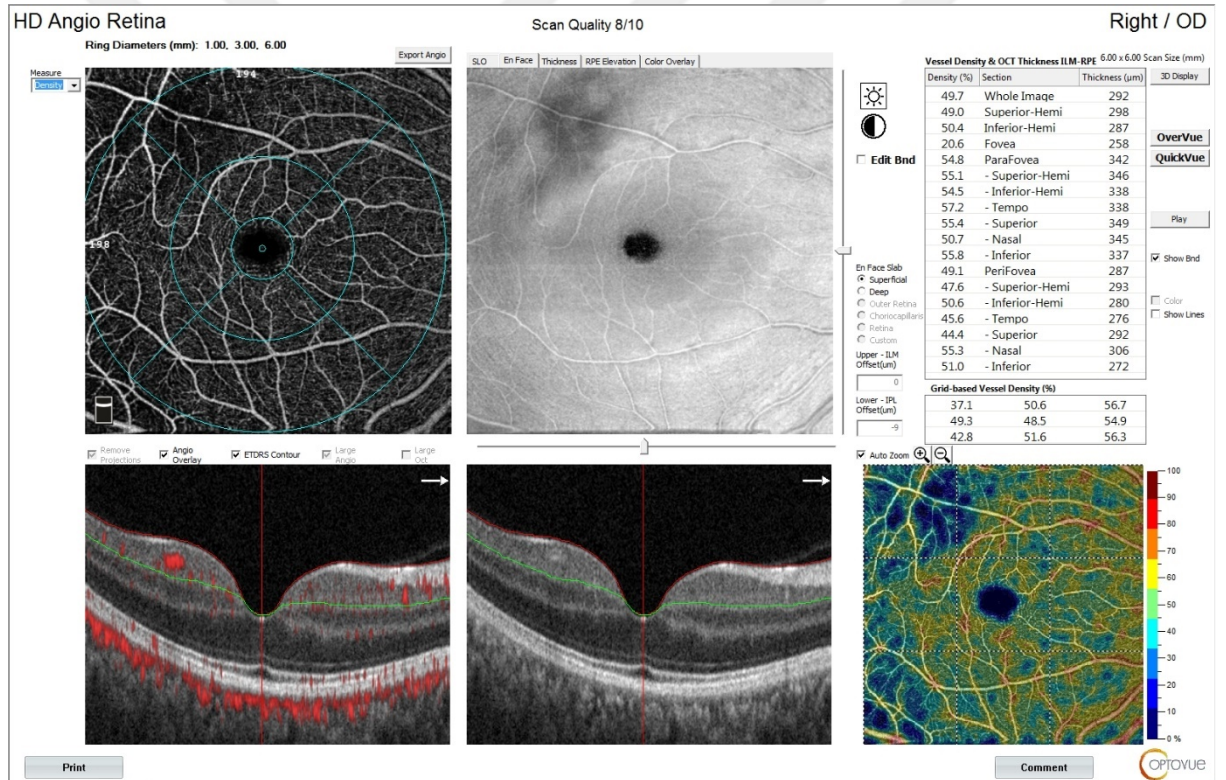 HD Angio Retina
Scan Quality 8/10
Right / OD
Ring Diameters (mm): 1.00, 3.00, 6.00
Export Angio
Measure
Density
194
198
SLO En Face Thickness RPE Elevation Color Overlay
Edit Bnd
En Face Slab
Superficial
Deep
Outer Retina
Choriocapillaris
Retina
Custom
Upper - ILM
Offset(um)
0
Lower - IPL
Offset(um)
-9
Vessel Density & OCT Thickness ILM-RPE 6.00 x 6.00 Scan Size (mm)
Density (%) Section Thickness (µm)
49.7 Whole Image 292
49.0 Superior-Hemi 298
50.4 Inferior-Hemi 287
20.6 Fovea 258
54.8 ParaFovea 342
55.1 - Superior-Hemi 346
54.5 - Inferior-Hemi 338
57.2 - Tempo 338
55.4 - Superior 349
50.7 - Nasal 345
55.8 - Inferior 337
49.1 PeriFovea 287
47.6 - Superior-Hemi 293
50.6 - Inferior-Hemi 280
45.6 - Tempo 276
44.4 - Superior 292
55.3 - Nasal 306
51.0 - Inferior 272
Grid-based Vessel Density (%)
37.1 50.6 56.7
49.3 48.5 54.9
42.8 51.6 56.3
3D Display
OverVue
QuickVue
Play
Show Bnd
Color
Show Lines
Remove Projections
Angio Overlay
ETDRS Contour
Large Angio
Large Oct
Auto Zoom
100
90
80
70
60
50
40
30
20
10
0 %
Print
Comment
OPTOVUE